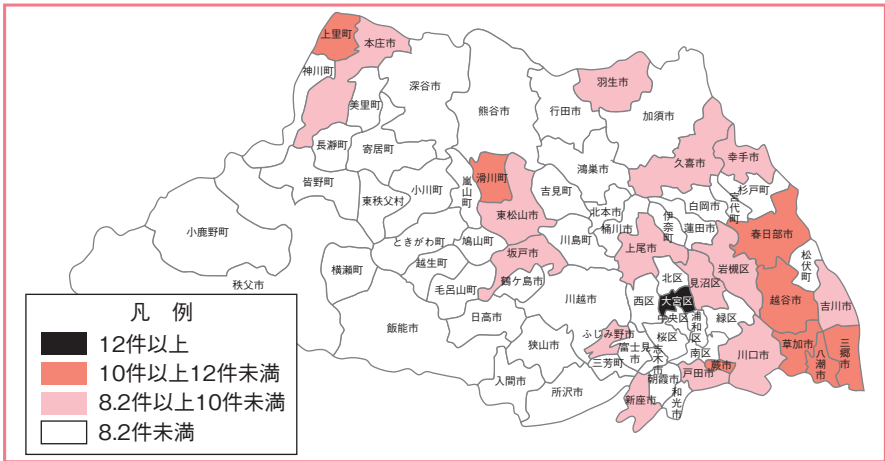 上里町
本庄市
神川町
美里町
深谷市
熊谷市
行田市
羽生市
加須市
長瀞町
寄居町
皆野町
東秩父村
小川町
嵐山町
滑川町
東松山市
吉見町
鴻巣市
久喜市
幸手市
杉戸町
宮代町
白岡市
北本市
桶川市
伊奈町
蓮田市
春日部市
小鹿野町
ときがわ町
鳩山町
川島町
上尾市
岩槻区
松伏町
秩父市
横瀬町
越生町
坂戸市
鶴ケ島市
毛呂山町
北区
見沼区
大宮区
西区
中央区
浦和区
緑区
越谷市
吉川市
飯能市
日高市
川越市
ふじみ野市
富士見市
志木市
桜区
南区
川口市
草加市
八潮市
三郷市
狭山市
三芳町
朝霞市
戸田市
蕨市
入間市
所沢市
新座市
和光市
凡 例
12件以上
10件以上12件未満
8.2件以上10件未満
8.2件未満